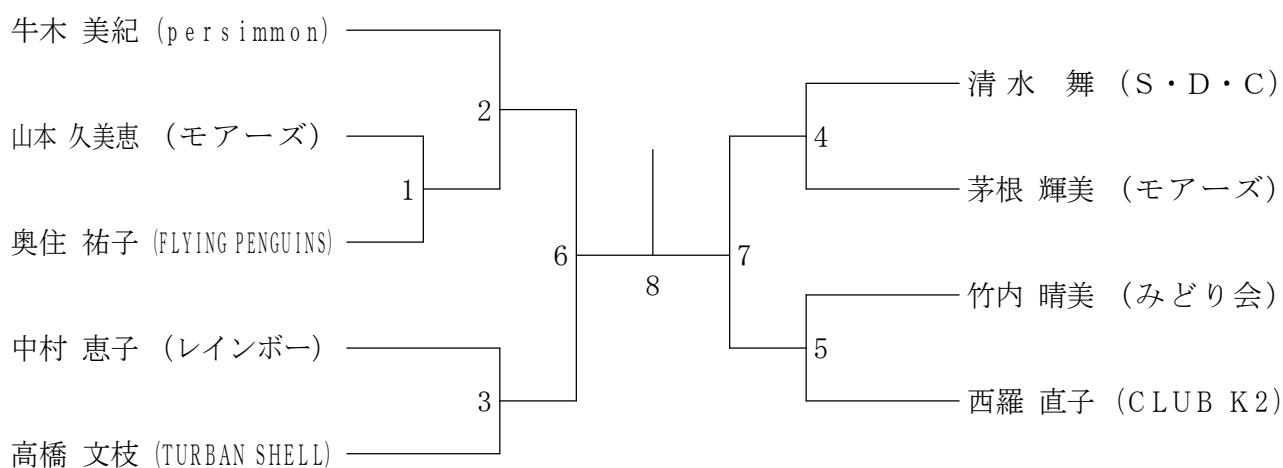 牛木 美紀 (persimmon)
山本 久美恵 （モアーズ）
奥住 祐子 (FLYING PENGUINS)
中村 恵子 （レインボー）
高橋 文枝 (TURBAN SHELL)
2
1
3
6
8
7
4
5
清水 舞 （S・D・C）
茅根 輝美 （モアーズ）
竹内 晴美 （みどり会）
西羅 直子 (CLUB K2)